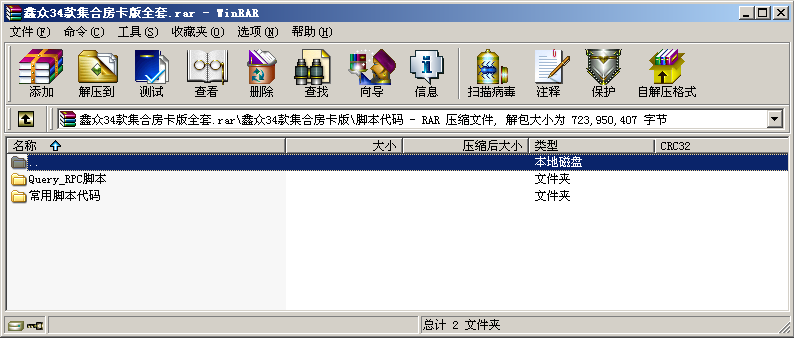 鑫众34款集合房卡版全套.rar - WinRAR
文件(F) 命令(C) 工具(S) 收藏夹(O) 选项(N) 帮助(H)
添加 解压到 测试 查看 删除 查找 向导 信息 扫描病毒 注释 保护 自解压格式
鑫众34款集合房卡版全套.rar\鑫众34款集合房卡版\脚本代码 - RAR 压缩文件, 解包大小为 723,950,407 字节
名称 大小 压缩后大小 类型 CRC32
.. 本地磁盘
Query_RPC脚本 文件夹
常用脚本代码 文件夹
总计 2 文件夹